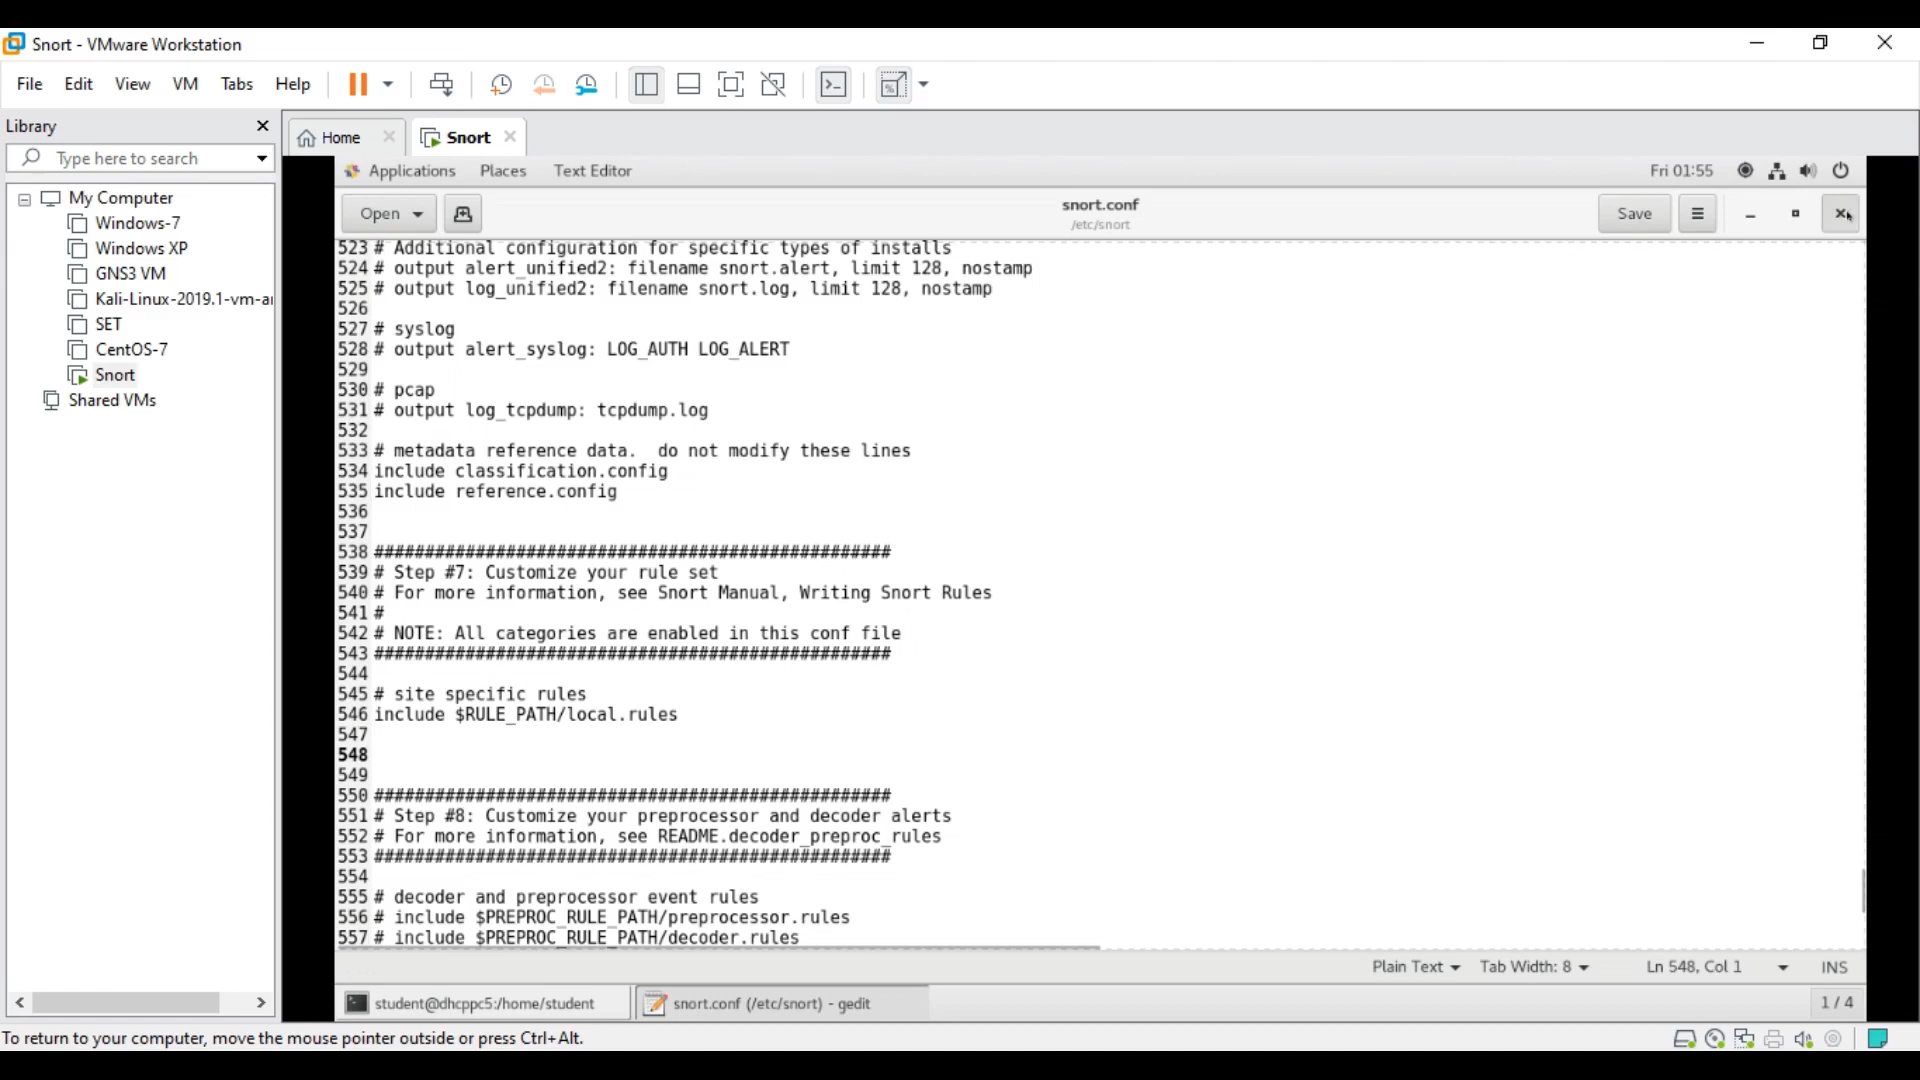 Snort - VMware Workstation
File Edit View VM Tabs Help
Library
Home
Snort
Type here to search
My Computer
Windows-7
Windows XP
GNS3 VM
Kali-Linux-2019.1-vm-a
SET
CentOS-7
Snort
Shared VMs
Applications Places Text Editor
Fri 01:55
Open
snort.conf
/etc/snort
Save
523 # Additional configuration for specific types of installs
524 # output alert_unified2: filename snort.alert, limit 128, nostamp
525 # output log_unified2: filename snort.log, limit 128, nostamp
526
527 # syslog
528 # output alert_syslog: LOG_AUTH LOG_ALERT
529
530 # pcap
531 # output log_tcpdump: tcpdump.log
532
533 # metadata reference data.  do not modify these lines
534 include classification.config
535 include reference.config
536
537
538 ###################################################
539 # Step #7: Customize your rule set
540 # For more information, see Snort Manual, Writing Snort Rules
541 #
542 # NOTE: All categories are enabled in this conf file
543 ###################################################
544
545 # site specific rules
546 include $RULE_PATH/local.rules
547
548
549
550 ###################################################
551 # Step #8: Customize your preprocessor and decoder alerts
552 # For more information, see README.decoder_preproc_rules
553 ###################################################
554
555 # decoder and preprocessor event rules
556 # include $PREPROC_RULE_PATH/preprocessor.rules
557 # include $PREPROC_RULE_PATH/decoder.rules
Plain Text Tab Width: 8 Ln 548, Col 1 INS
student@dhcppc5:/home/student
snort.conf (/etc/snort) - gedit
1 / 4
To return to your computer, move the mouse pointer outside or press Ctrl+Alt.